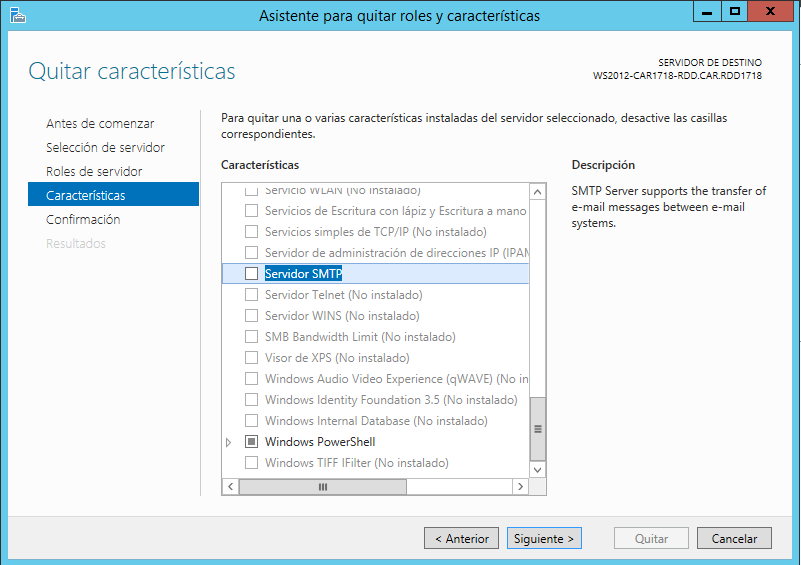 Asistente para quitar roles y características
Quitar características
SERVIDOR DE DESTINO
WS2012-CAR1718-RDD.CAR.RDD1718
Antes de comenzar
Selección de servidor
Roles de servidor
Características
Confirmación
Resultados
Para quitar una o varias características instaladas del servidor seleccionado, desactive las casillas
correspondientes.
Características
Servicio WLAN (No instalado)
Servicios de Escritura con lápiz y Escritura a mano
Servicios simples de TCP/IP (No instalado)
Servidor de administración de direcciones IP (IPAM
Servidor SMTP
Servidor Telnet (No instalado)
Servidor WINS (No instalado)
SMB Bandwidth Limit (No instalado)
Visor de XPS (No instalado)
Windows Audio Video Experience (qWAVE) (No in
Windows Identity Foundation 3.5 (No instalado)
Windows Internal Database (No instalado)
Windows PowerShell
Windows TIFF IFilter (No instalado)
Descripción
SMTP Server supports the transfer of
e-mail messages between e-mail
systems.
< Anterior
Siguiente >
Quitar
Cancelar